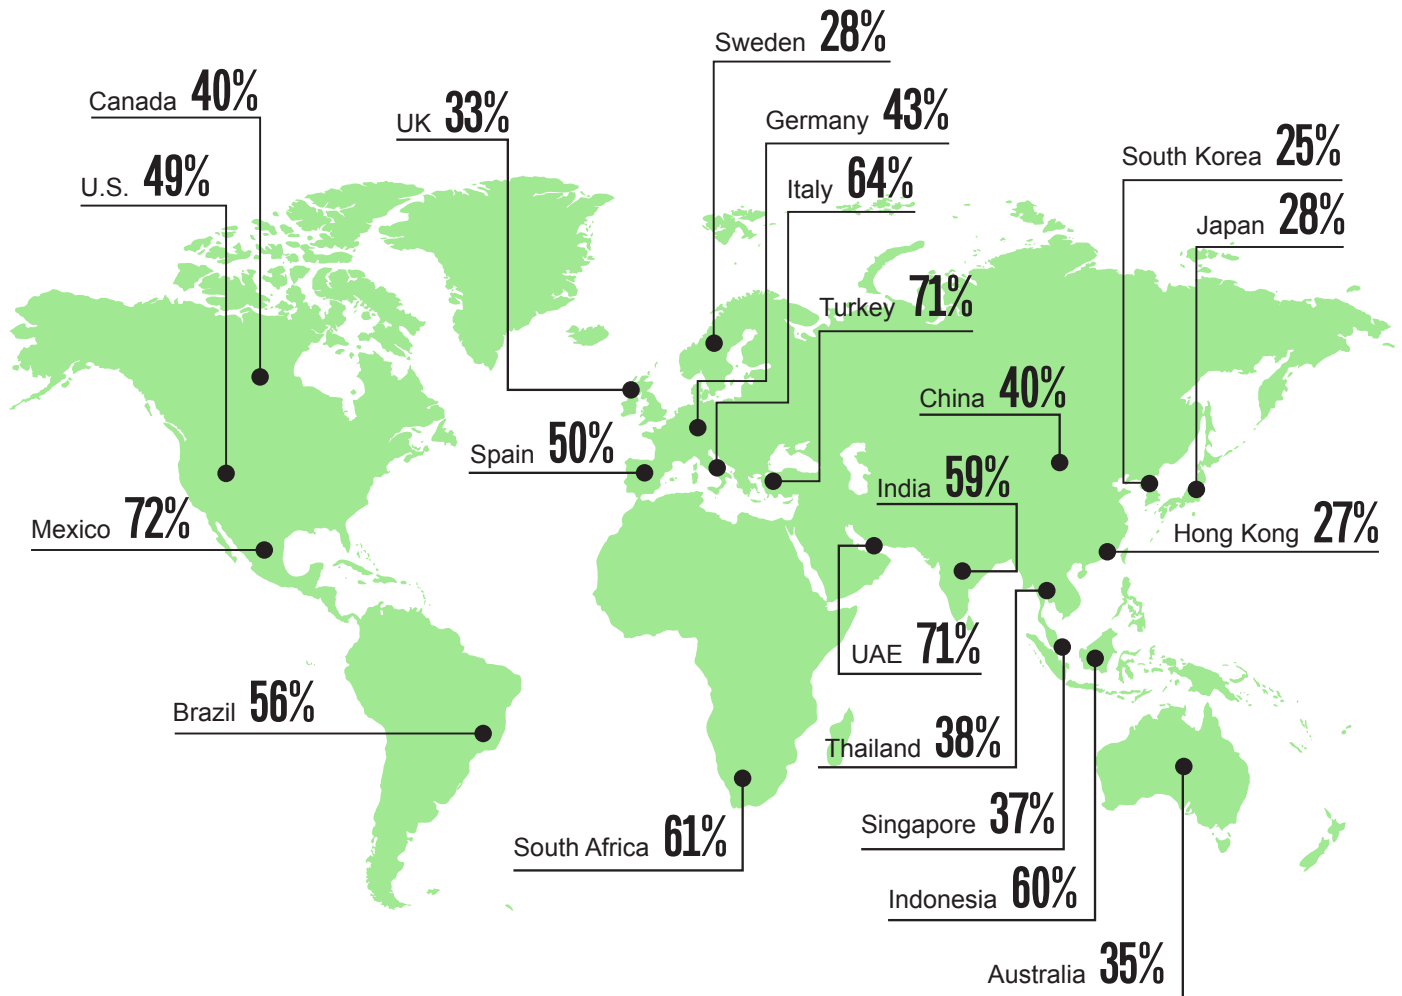 Sweden 28%
Canada 40%
UK 33%
Germany 43%
South Korea 25%
U.S. 49%
Italy 64%
Japan 28%
Turkey 71%
China 40%
Spain 50%
India 59%
Mexico 72%
Hong Kong 27%
UAE 71%
Brazil 56%
Thailand 38%
Singapore 37%
South Africa 61%
Indonesia 60%
Australia 35%